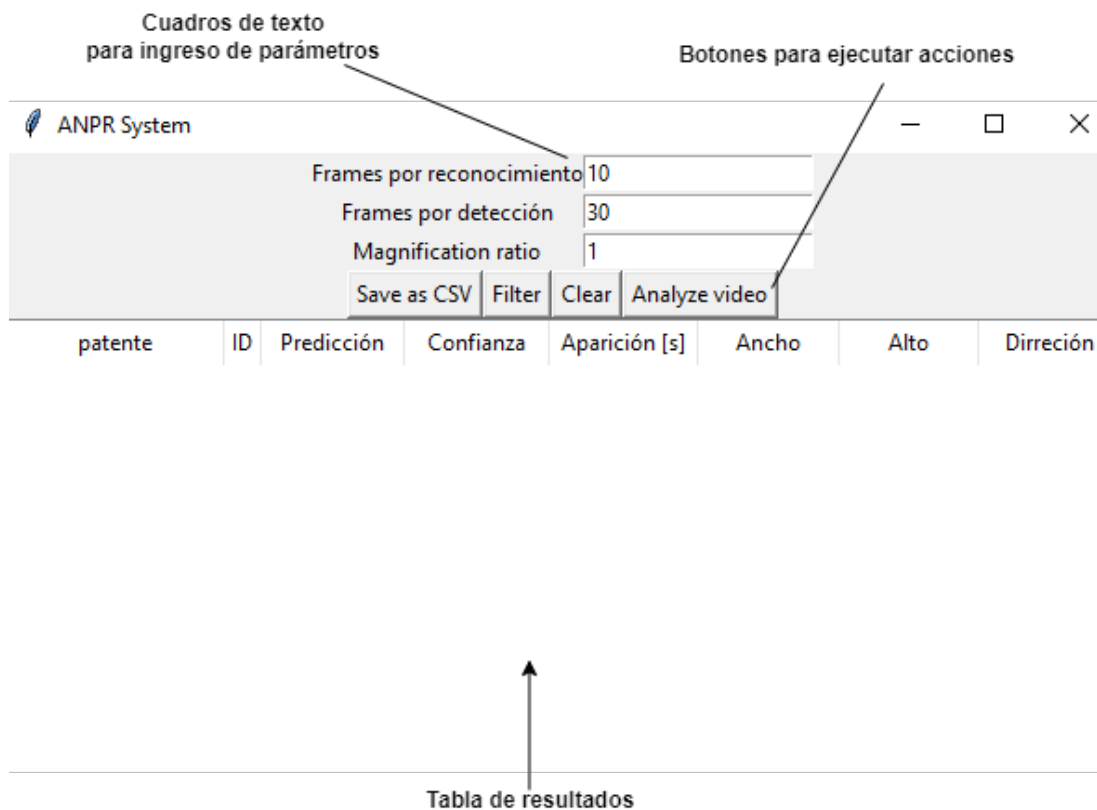 Cuadros de texto
para ingreso de parámetros
Botones para ejecutar acciones
ANPR System
Frames por reconocimiento 10
Frames por detección 30
Magnification ratio 1
Save as CSV Filter Clear Analyze video
patente ID Predicción Confianza Aparición [s] Ancho Alto Dirreción
Tabla de resultados